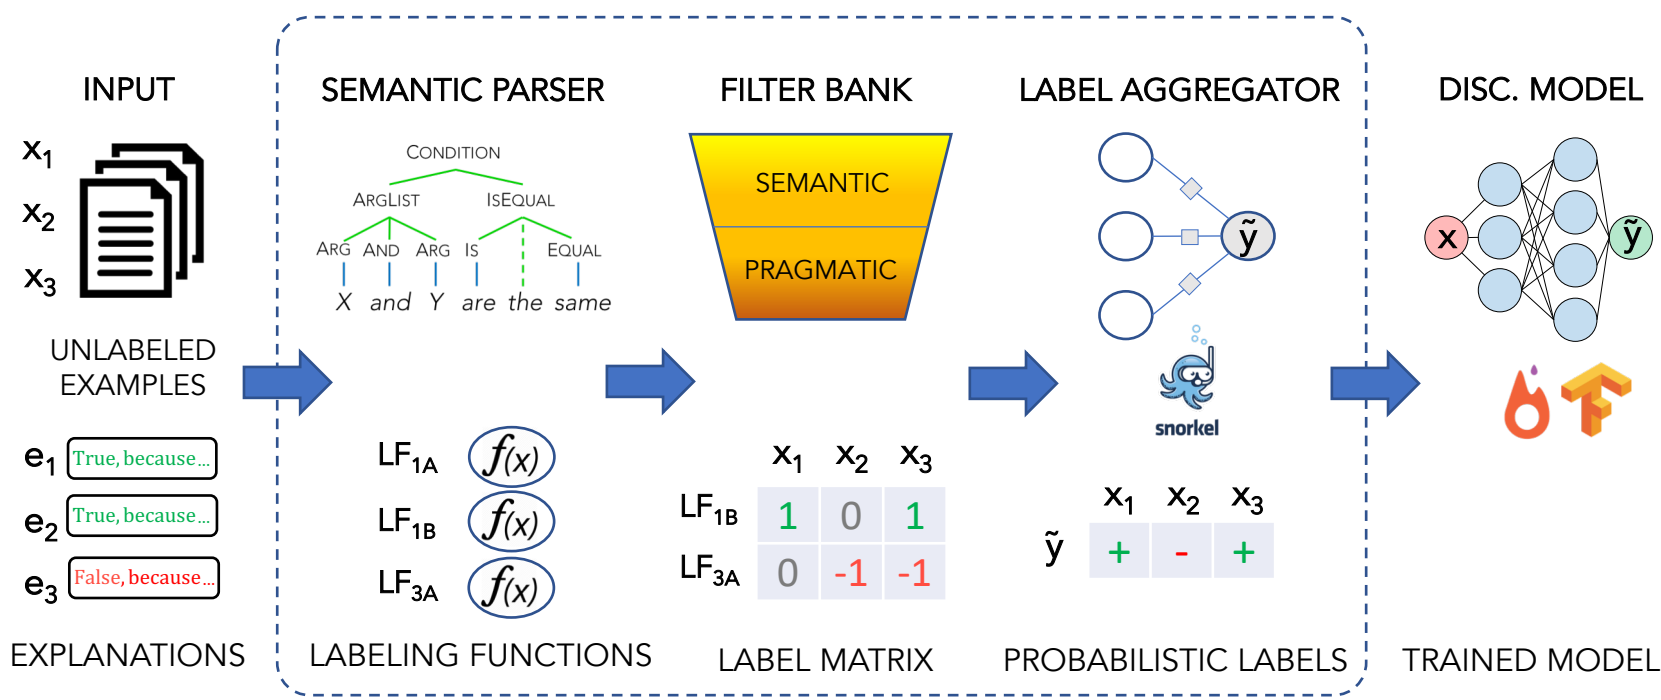 INPUT
SEMANTIC PARSER
FILTER BANK
LABEL AGGREGATOR
DISC. MODEL
x1
x2
x3
UNLABELED
EXAMPLES
e1 True, because...
e2 True, because...
e3 False, because...
EXPLANATIONS
CONDITION
ARGLIST ISEQUAL
ARG AND ARG IS EQUAL
X and Y are the same
LF1A f(x)
LF1B f(x)
LF3A f(x)
LABELING FUNCTIONS
SEMANTIC
PRAGMATIC
x1 x2 x3
LF1B 1 0 1
LF3A 0 -1 -1
LABEL MATRIX
ỹ
snorkel
x1 x2 x3
ỹ + - +
PROBABILISTIC LABELS
x ỹ
TRAINED MODEL